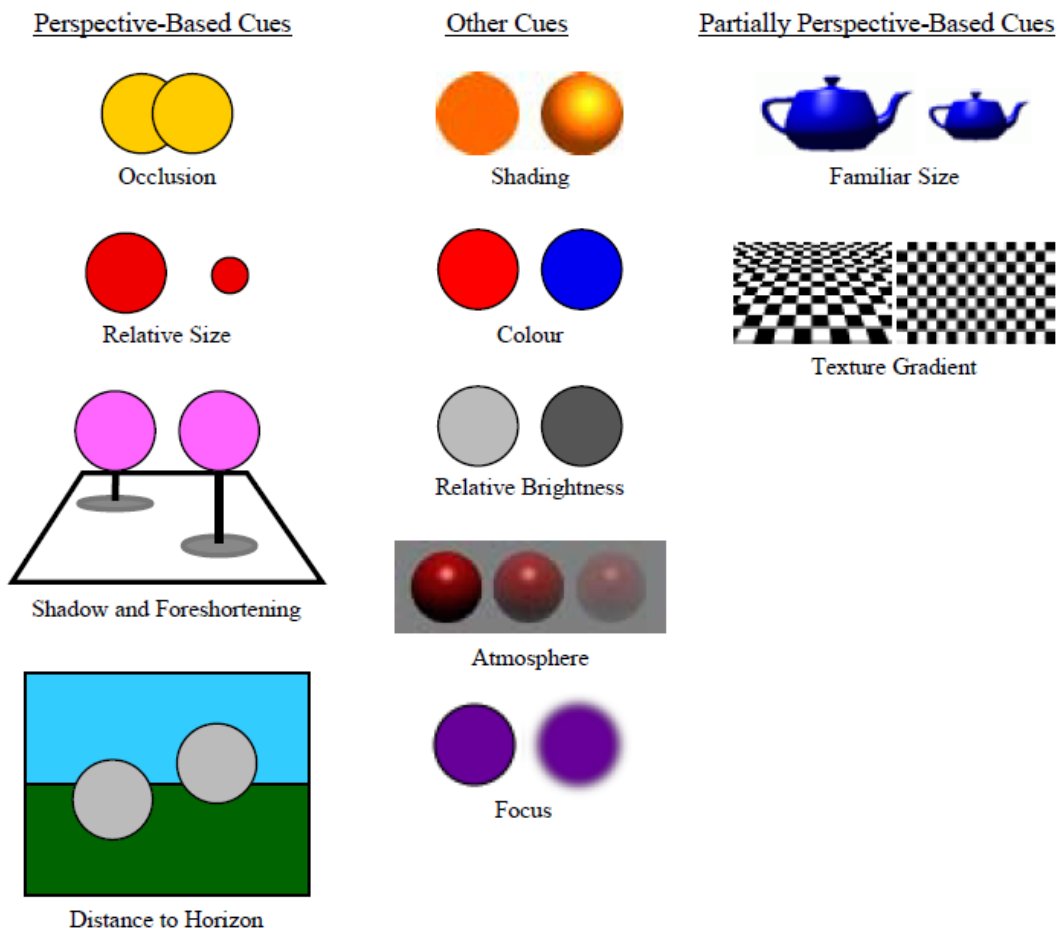 Perspective-Based Cues
Occlusion
Relative Size
Shadow and Foreshortening
Distance to Horizon
Other Cues
Shading
Colour
Relative Brightness
Atmosphere
Focus
Partially Perspective-Based Cues
Familiar Size
Texture Gradient